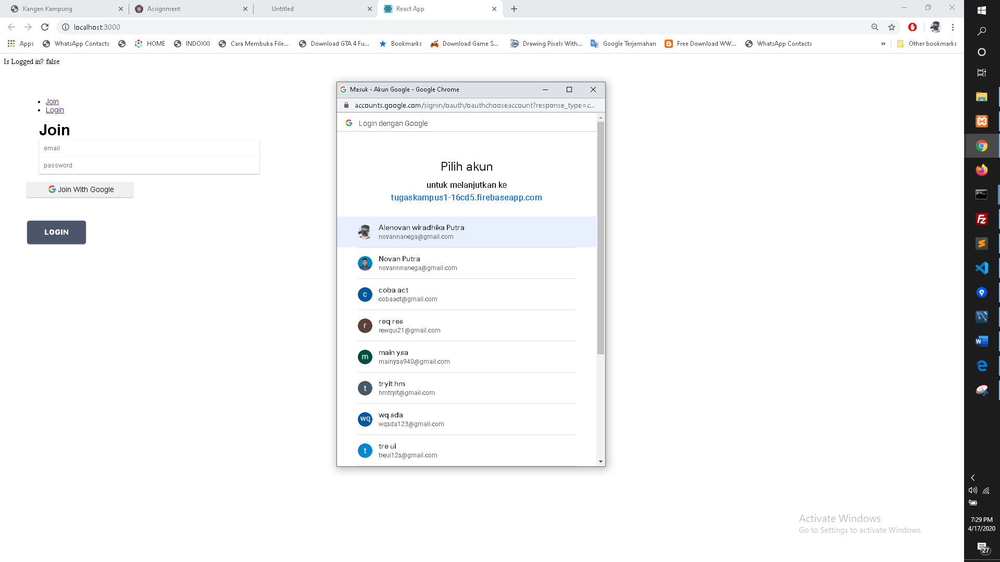 Kangen Kampung
Assignment
Untitled
React App
localhost:3000
Apps
WhatsApp Contacts
HOME
INDOXXI
Cara Membuka File...
Download GTA 4 Fu...
Bookmarks
Download Game S...
Drawing Pixels With...
Google Terjemahan
Free Download WW...
WhatsApp Contacts
»
Other bookmarks
Is Logged in? false
Join
Login
Join
email
password
Join With Google
LOGIN
Masuk - Akun Google - Google Chrome
accounts.google.com/signin/oauth/oauthchooseaccount?response_type=c...
Login dengan Google
Pilih akun
untuk melanjutkan ke
tugaskampus1-16cd5.firebaseapp.com
Alenovan wiradhika Putra
novannanega@gmail.com
Novan Putra
novannnanega@gmail.com
c
coba act
cobaact@gmail.com
r
req res
rewqui21@gmail.com
m
main ysa
mainysa940@gmail.com
t
tryit hm
hmtryit@gmail.com
wq
wq sda
wqsda123@gmail.com
t
tre ui
treui12s@gmail.com
Activate Windows
Go to Settings to activate Windows.
7:29 PM
4/17/2020
27